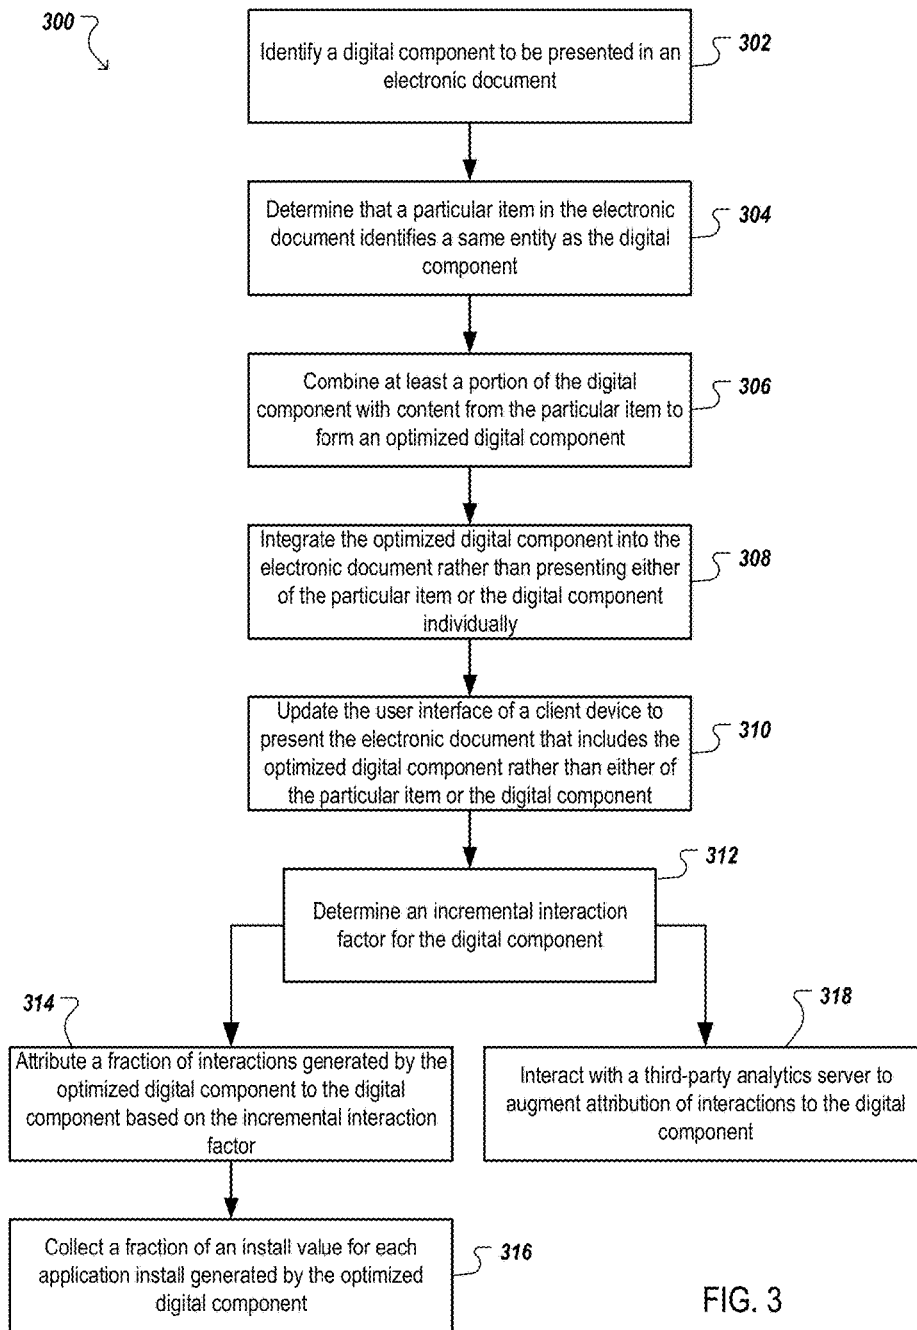 300
Identify a digital component to be presented in an
electronic document
302
Determine that a particular item in the electronic
document identifies a same entity as the digital
component
304
Combine at least a portion of the digital
component with content from the particular item to
form an optimized digital component
306
Integrate the optimized digital component into the
electronic document rather than presenting either
of the particular item or the digital component
individually
308
Update the user interface of a client device to
present the electronic document that includes the
optimized digital component rather than either of
the particular item or the digital component
310
312
Determine an incremental interaction
factor for the digital component
314
Attribute a fraction of interactions generated by the
optimized digital component to the digital
component based on the incremental interaction
factor
318
Interact with a third-party analytics server to
augment attribution of interactions to the digital
component
Collect a fraction of an install value for each
application install generated by the optimized
digital component
316
FIG. 3